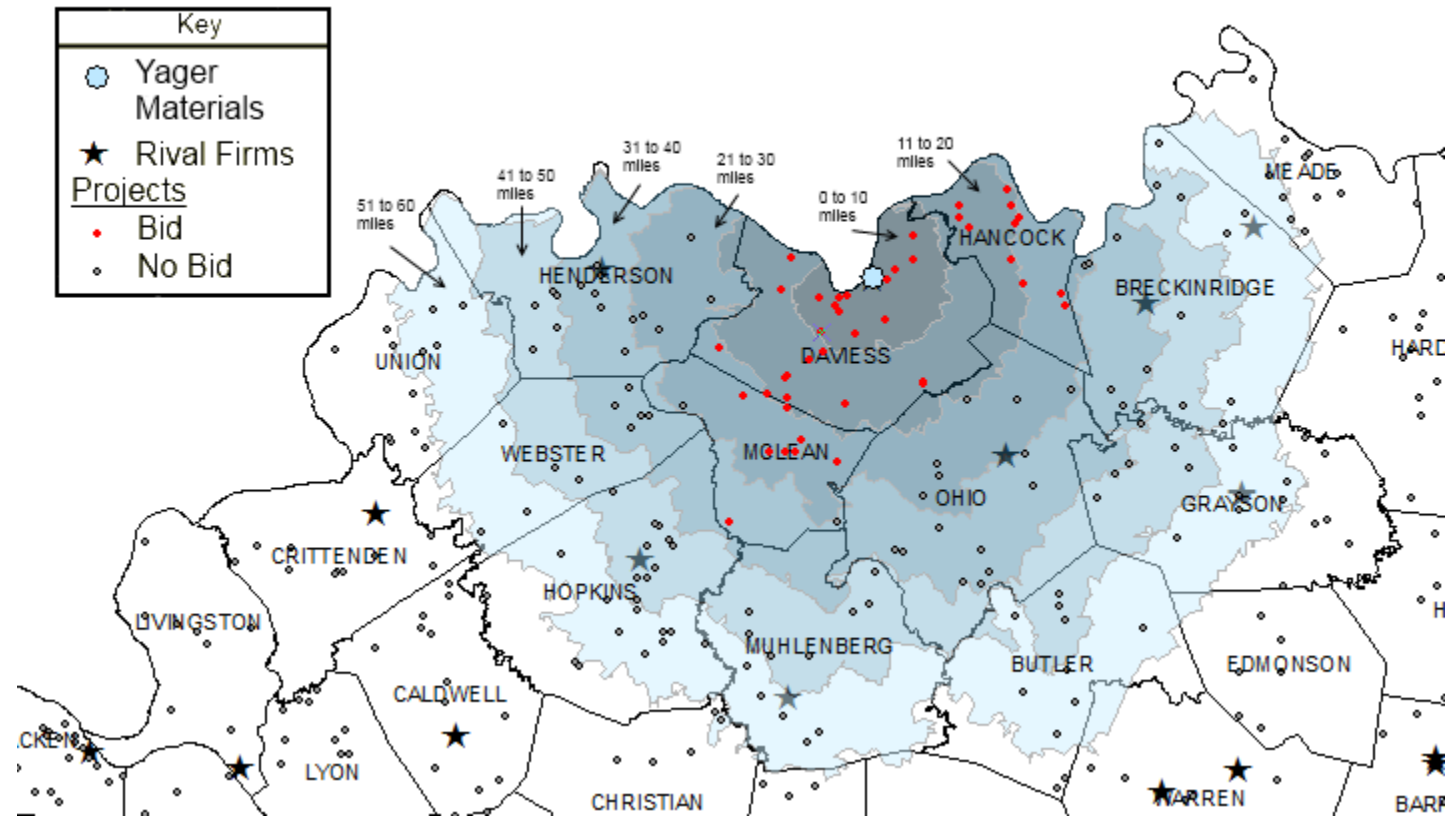 Key
Yager
Materials
Rival Firms
Projects
Bid
No Bid
51 to 60
miles
41 to 50
miles
31 to 40
miles
21 to 30
miles
0 to 10
miles
11 to 20
miles
MEADE
HANCOCK
HENDERSON
BRECKINRIDGE
UNION
DAVIESS
HARD
WEBSTER
MCLEAN
OHIO
GRAYSON
CRITTENDEN
HOPKINS
H
LIVINGSTON
MUHLENBERG
BUTLER
EDMONSON
CALDWELL
CKEN
LYON
CHRISTIAN
WARREN
BARR